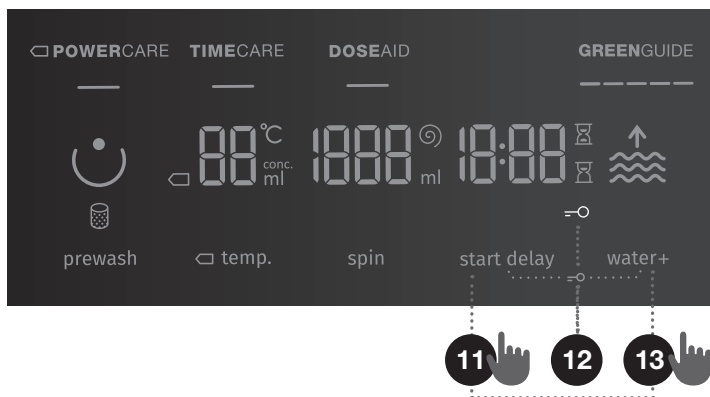 POWERCARE TIMECARE DOSEAID GREENGUIDE
88 °C conc. ml 1888 ml 18:88
prewash temp. spin start delay water+
11 12 13